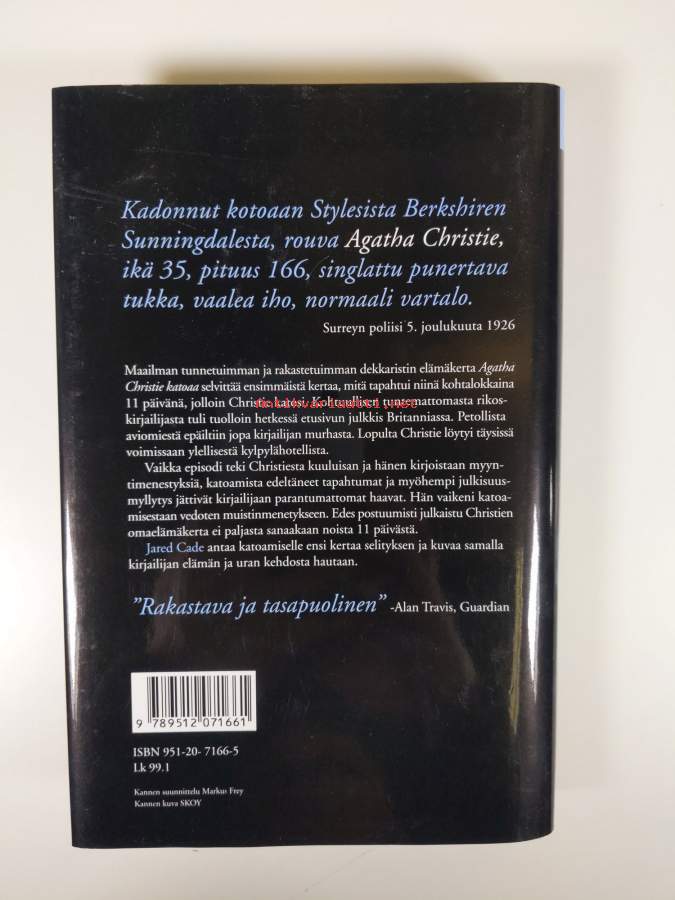 Kadonnut kotoaan Stylesista Berkshiren
Sunningdalesta, rouva Agatha Christie,
ikä 35, pituus 166, singlattu punertava
tukka, vaalea iho, normaali vartalo.
Surreyn poliisi 5. joulukuuta 1926
Maailman tunnetuimman ja rakastetuimman dekkaristin elämäkerta Agatha
Christie katoaa selvittää ensimmäistä kertaa, mitä tapahtui niinä kohtalokkaina
11 päivänä, jolloin Christie katosi. Kohtuullisen tuntemattomasta rikos-
kirjailijasta tuli tuolloin hetkessä etusivun julkkis Britanniassa. Petollista
aviomiestä epäiltiin jopa kirjailijan murhasta. Lopulta Christie löytyi täysissä
voimissaan ylellisestä kylpylähotellista.
Vaikka episodi teki Christiesta kuuluisan ja hänen kirjoistaan myyn-
timenestyksiä, katoamista edeltäneet tapahtumat ja myöhempi julkisuus-
myllytys jättivät kirjailijaan parantumattomat haavat. Hän vaikeni katoa-
misestaan vedoten muistinmenetykseen. Edes postuumisti julkaistu Christien
omaelämäkerta ei paljasta sanaakaan noista 11 päivästä.
Jared Cade antaa katoamiselle ensi kertaa selityksen ja kuvaa samalla
kirjailijan elämän ja uran kehdosta hautaan.
”Rakastava ja tasapuolinen” -Alan Travis, Guardian
9 789512 071661
ISBN 951-20- 7166-5
Lk 99.1
Kannen suunnittelu Markus Frey
Kannen kuva SKOY